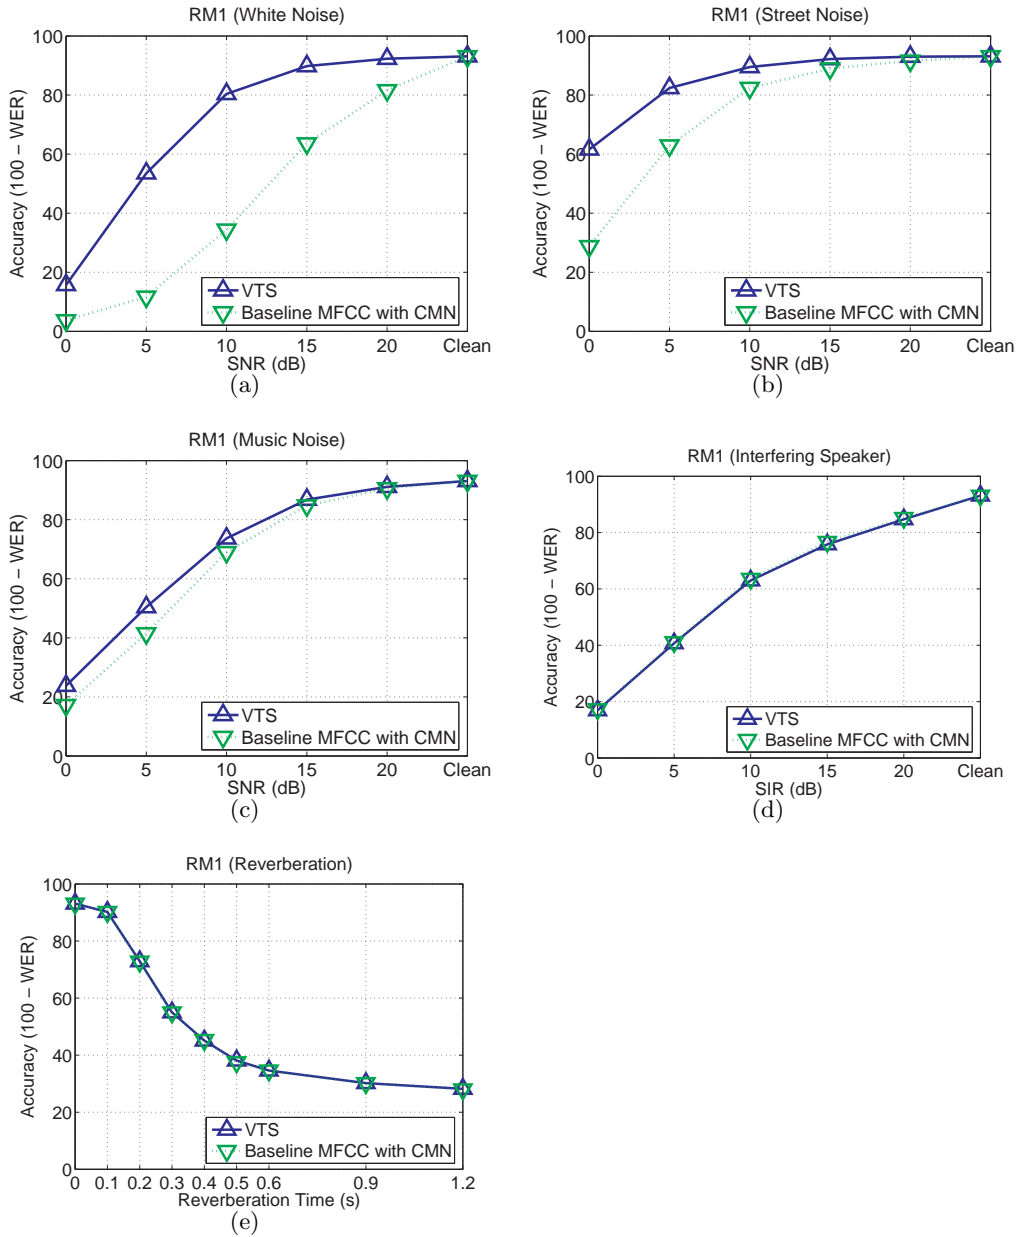 RM1 (White Noise)
Accuracy (100 − WER)
100
80
60
40
20
0
VTS
Baseline MFCC with CMN
0 5 10 15 20 Clean
SNR (dB)
(a)
RM1 (Street Noise)
Accuracy (100 − WER)
100
80
60
40
20
0
VTS
Baseline MFCC with CMN
0 5 10 15 20 Clean
SNR (dB)
(b)
RM1 (Music Noise)
Accuracy (100 − WER)
100
80
60
40
20
0
VTS
Baseline MFCC with CMN
0 5 10 15 20 Clean
SNR (dB)
(c)
RM1 (Interfering Speaker)
Accuracy (100 − WER)
100
80
60
40
20
0
VTS
Baseline MFCC with CMN
0 5 10 15 20 Clean
SIR (dB)
(d)
RM1 (Reverberation)
Accuracy (100 − WER)
100
80
60
40
20
0
VTS
Baseline MFCC with CMN
0 0.1 0.2 0.3 0.4 0.5 0.6 0.9 1.2
Reverberation Time (s)
(e)